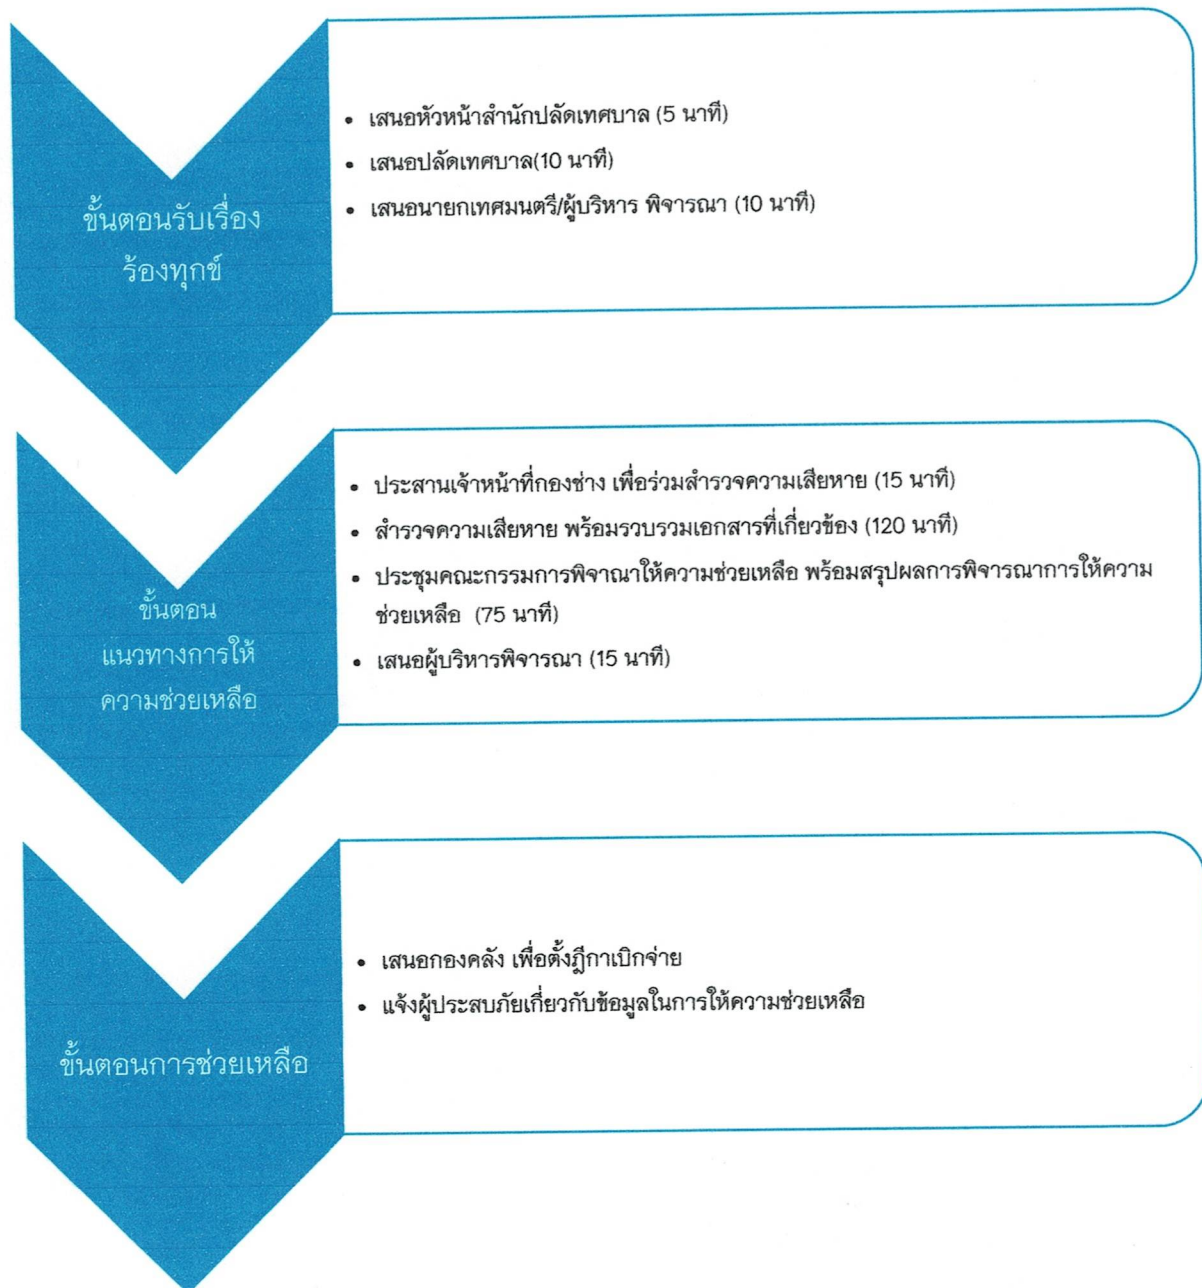 ขั้นตอนรับเรื่อง
ร้องทุกข์
• เสนอหัวหน้าสำนักปลัดเทศบาล (5 นาที)
• เสนอปลัดเทศบาล(10 นาที)
• เสนอนายกเทศมนตรี/ผู้บริหาร พิจารณา (10 นาที)
ขั้นตอน
แนวทางการให้
ความช่วยเหลือ
• ประสานเจ้าหน้าที่กองช่าง เพื่อร่วมสำรวจความเสียหาย (15 นาที)
• สำรวจความเสียหาย พร้อมรวบรวมเอกสารที่เกี่ยวข้อง (120 นาที)
• ประชุมคณะกรรมการพิจาณาให้ความช่วยเหลือ พร้อมสรุปผลการพิจารณาการให้ความ
ช่วยเหลือ (75 นาที)
• เสนอผู้บริหารพิจารณา (15 นาที)
ขั้นตอนการช่วยเหลือ
• เสนอกองคลัง เพื่อตั้งฎีกาเบิกจ่าย
• แจ้งผู้ประสบภัยเกี่ยวกับข้อมูลในการให้ความช่วยเหลือ